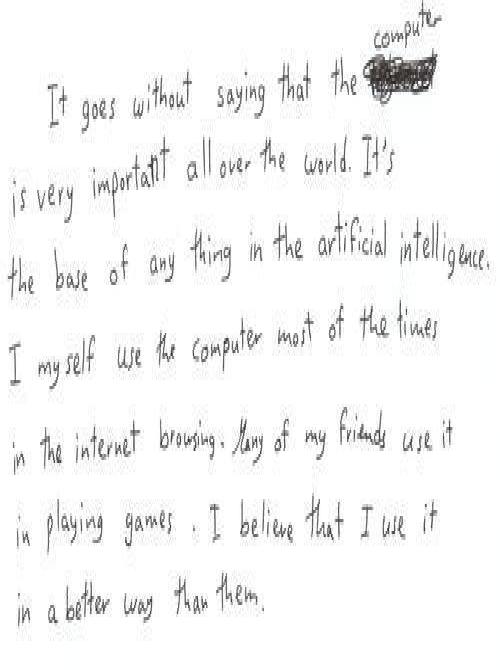 computer
It goes without saying that the
is very important all over the world. It's
the base of any thing in the artificial intelligence.
I myself use the computer most of the times
in the internet browsing. Many of my friends use it
in playing games. I believe that I use it
in a better way than them.